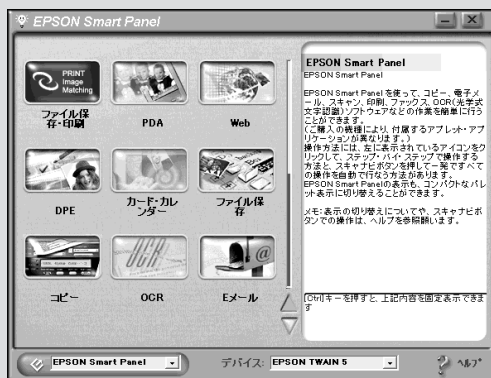 EPSON Smart Panel
PRINT
Image
Matching
ファイル保
存・印刷
PDA
Web
DPE
カード・カレ
ンダー
ファイル保
存
コピー
OCR
OCR
Eメール
EPSON Smart Panel
EPSON Smart Panel
EPSON Smart Panel を使って、コピー、電子メ
ール、スキャン、印刷、ファックス、OCR(光学式
文字認識)ソフトウェアなどの作業を簡単に行う
ことができます。
(ご購入の機種により、付属するアプレット・アプ
リケーションが異なります。)
操作方法には、左に表示されているアイコンをク
リックして、ステップ・バイ・ステップで操作する
方法と、スキャナビボタンを押して一発ですべて
の操作を自動で行なう方法があります。
EPSON Smart Panelの表示も、コンパクトなパレ
ット表示に切り替えることができます。
メモ:表示の切り替えについてや、スキャナビボ
タンでの操作は、ヘルプを参照願います。
[Ctrl]キーを押すと、上記内容を固定表示できま
す
EPSON Smart Panel
デバイス:
EPSON TWAIN 5
ヘルプ